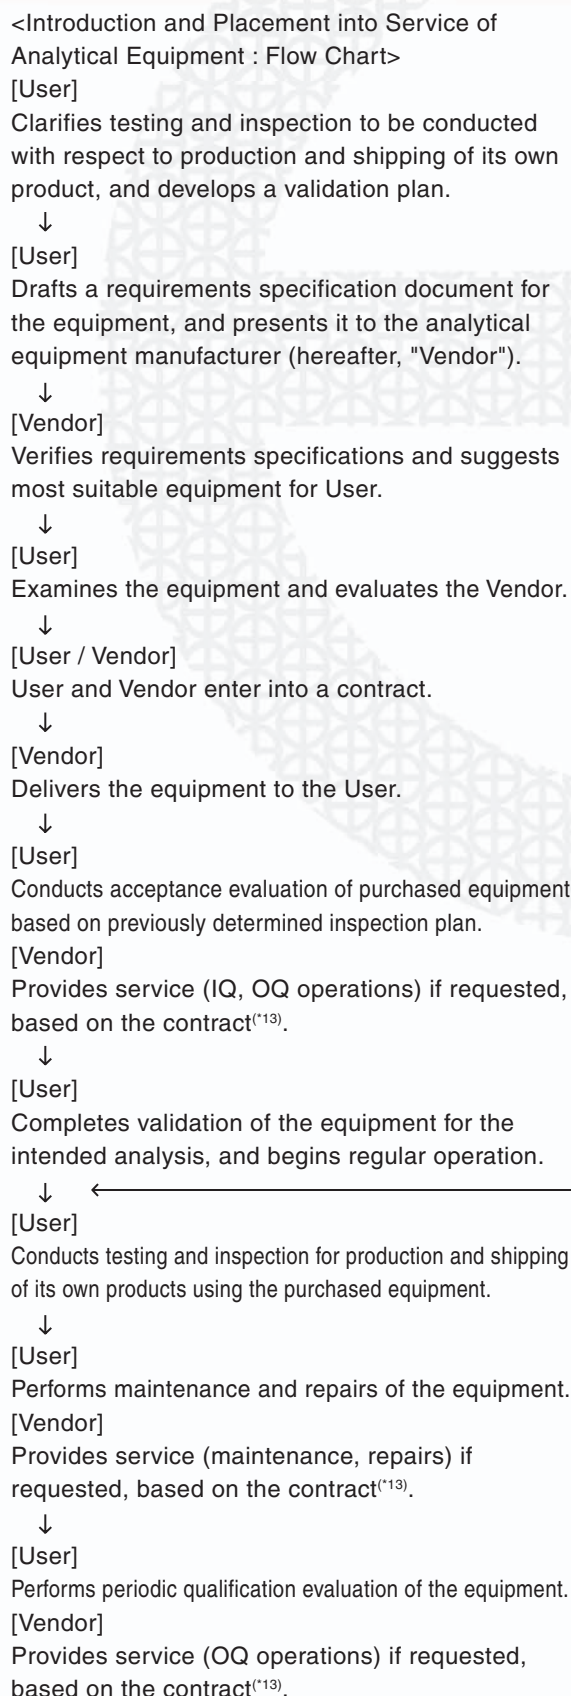 <Introduction and Placement into Service of
Analytical Equipment : Flow Chart>
[User]
Clarifies testing and inspection to be conducted
with respect to production and shipping of its own
product, and develops a validation plan.
↓
[User]
Drafts a requirements specification document for
the equipment, and presents it to the analytical
equipment manufacturer (hereafter, "Vendor").
↓
[Vendor]
Verifies requirements specifications and suggests
most suitable equipment for User.
↓
[User]
Examines the equipment and evaluates the Vendor.
↓
[User / Vendor]
User and Vendor enter into a contract.
↓
[Vendor]
Delivers the equipment to the User.
↓
[User]
Conducts acceptance evaluation of purchased equipment
based on previously determined inspection plan.
[Vendor]
Provides service (IQ, OQ operations) if requested,
based on the contract(*13).
↓
[User]
Completes validation of the equipment for the
intended analysis, and begins regular operation.
↓ ←
[User]
Conducts testing and inspection for production and shipping
of its own products using the purchased equipment.
↓
[User]
Performs maintenance and repairs of the equipment.
[Vendor]
Provides service (maintenance, repairs) if
requested, based on the contract(*13).
↓
[User]
Performs periodic qualification evaluation of the equipment.
[Vendor]
Provides service (OQ operations) if requested,
based on the contract(*13).